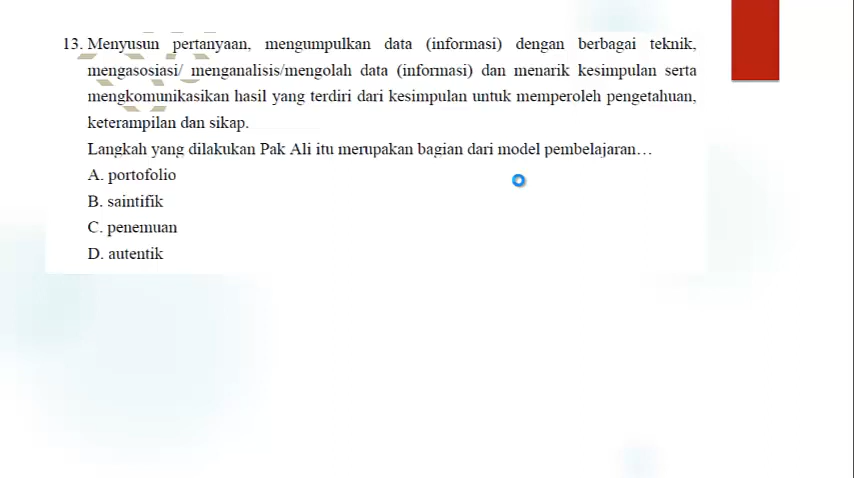 13. Menyusun pertanyaan, mengumpulkan data (informasi) dengan berbagai teknik,
mengasosiasi/ menganalisis/mengolah data (informasi) dan menarik kesimpulan serta
mengkomunikasikan hasil yang terdiri dari kesimpulan untuk memperoleh pengetahuan,
keterampilan dan sikap.
Langkah yang dilakukan Pak Ali itu merupakan bagian dari model pembelajaran…
A. portofolio
B. saintifik
C. penemuan
D. autentik